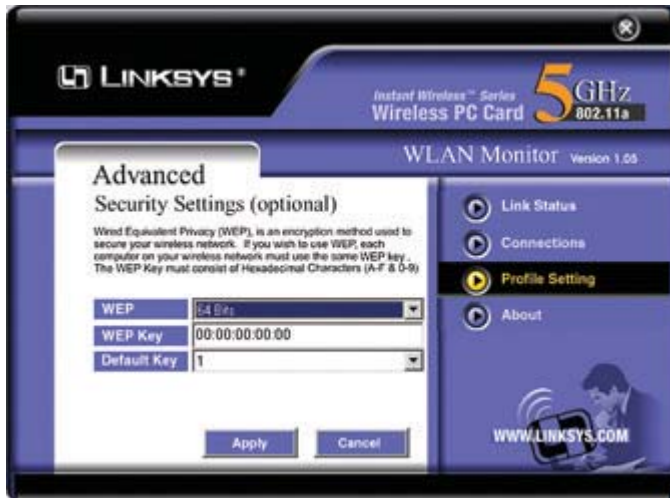 LINKSYS®
Instant Wireless™ Series
Wireless PC Card
5GHz
802.11a
WLAN Monitor Version 1.05
Advanced
Security Settings (optional)
Wired Equivalent Privacy (WEP), is an encryption method used to
secure your wireless network. If you wish to use WEP, each
computer on your wireless network must use the same WEP key .
The WEP Key must consist of Hexadecimal Characters (A-F & 0-9)
WEP 64 Bits
WEP Key 00:00:00:00:00
Default Key 1
Apply Cancel
Link Status
Connections
Profile Setting
About
WWW.LINKSYS.COM